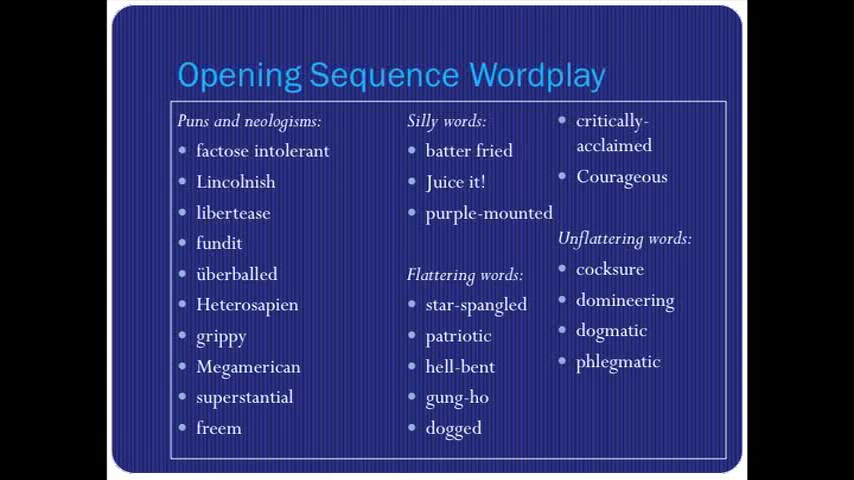 Opening Sequence Wordplay
Puns and neologisms:
factose intolerant
Lincolnish
libertease
fundit
überballed
Heterosapien
grippy
Megamerican
superstantial
freem
Silly words:
batter fried
Juice it!
purple-mounted
Flattering words:
star-spangled
patriotic
hell-bent
gung-ho
dogged
critically-
acclaimed
Courageous
Unflattering words:
cocksure
domineering
dogmatic
phlegmatic